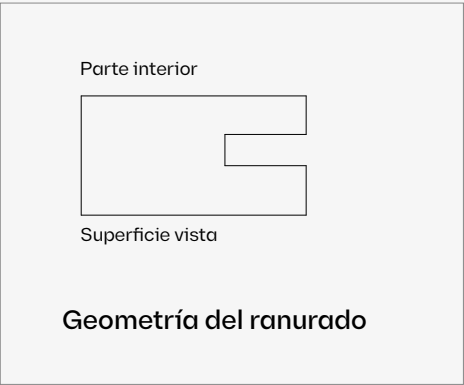 Parte interior
Superficie vista
Geometría del ranurado